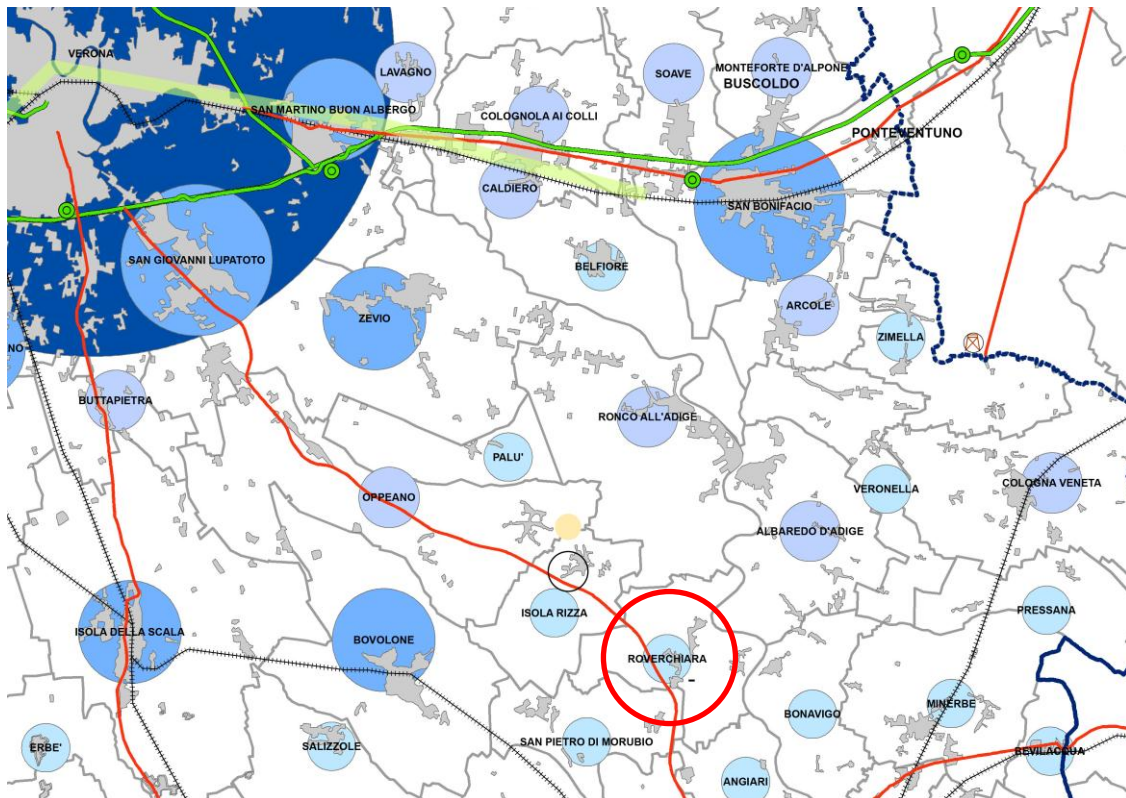 VERONA
LAVAGNO
SOAVE
MONTEFORTE D'ALPONE
BUSCOLDO
SAN MARTINO BUON ALBERGO
COLOGNOLA AI COLLI
PONTEVENTUNO
CALDIERO
SAN BONIFACIO
SAN GIOVANNI LUPATOTO
BELFIORE
ARCOLE
ZEVIO
ZIMELLA
NO
BUTTAPIETRA
RONCO ALL'ADIGE
PALU'
OPPEANO
VERONELLA
COLOGNA VENETA
ALBAREDO D'ADIGE
ISOLA RIZZA
PRESSANA
ISOLA DELLA SCALA
BOVOLONE
ROVERCHIARA
-
MINERBE
BONAVIGO
ERBE'
SALIZZOLE
SAN PIETRO DI MORUBIO
BEVILACQUA
ANGIARI